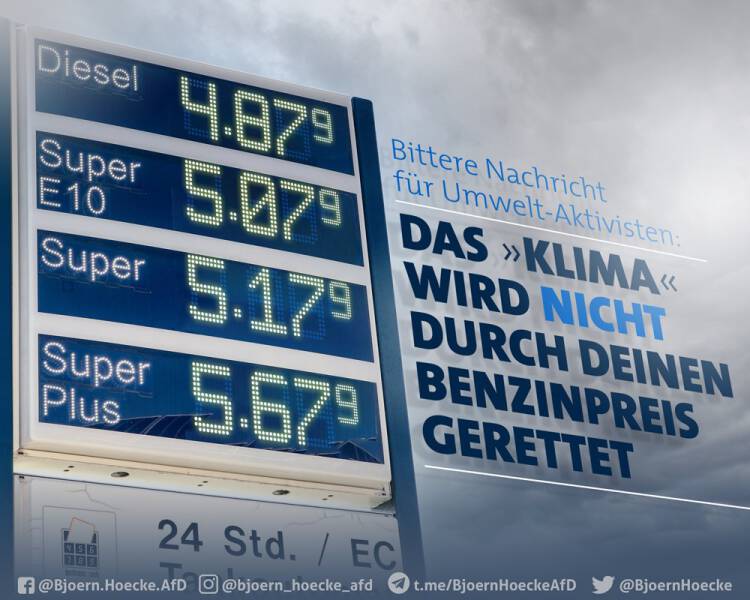 Diesel 4.87⁹
Super E10 5.07⁹
Super 5.17⁹
Super Plus 5.67⁹
24 Std. / EC
Bittere Nachricht
für Umwelt-Aktivisten:
DAS »KLIMA«
WIRD NICHT
DURCH DEINEN
BENZINPREIS
GERETTET
@Bjoern.Hoecke.AfD @bjoern_hoecke_afd t.me/BjoernHoeckeAfD @BjoernHoecke